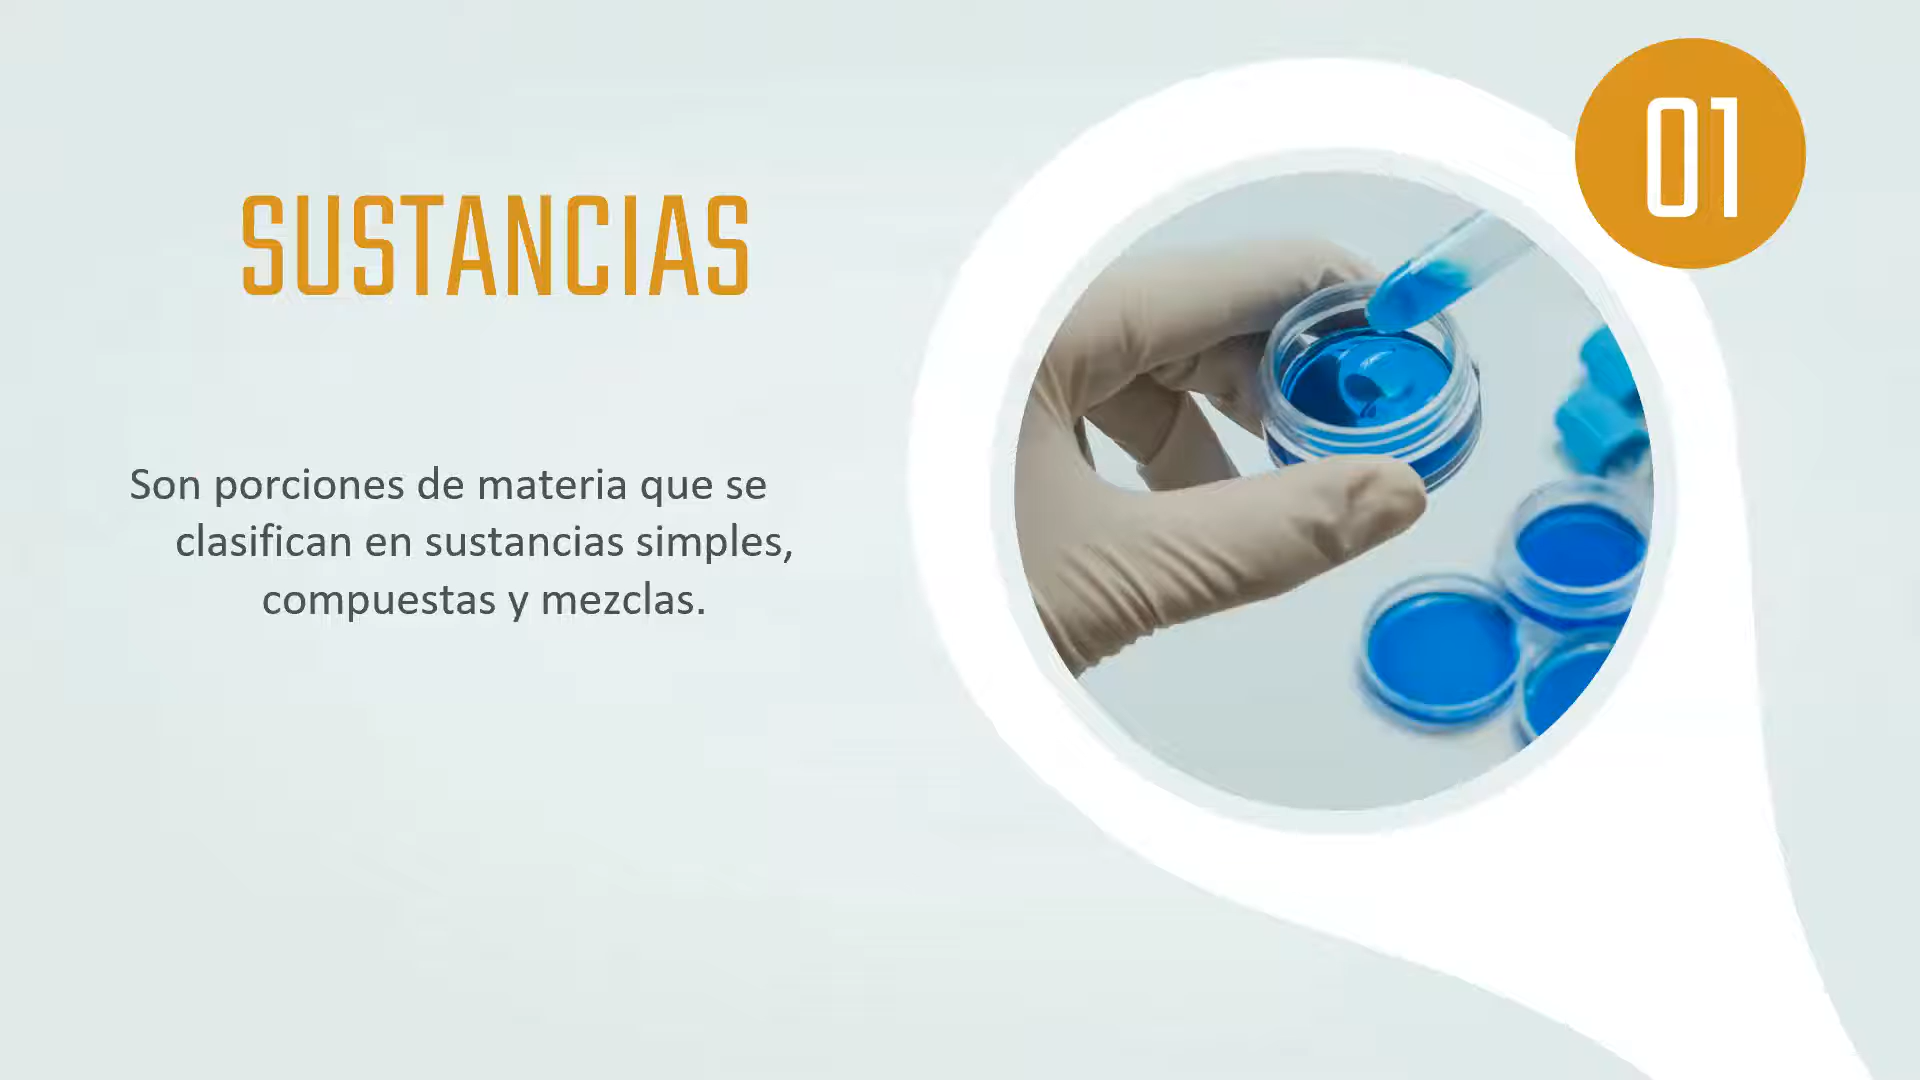 01
SUSTANCIAS
Son porciones de materia que se
clasifican en sustancias simples,
compuestas y mezclas.